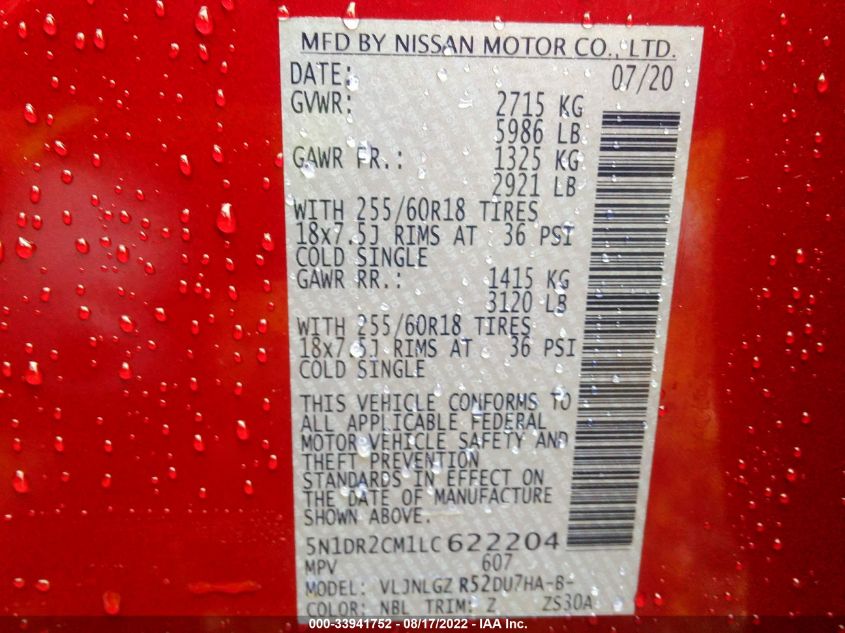 MFD BY NISSAN MOTOR CO., LTD.
DATE: 07/20
GVWR: 2715 KG
5986 LB
GAWR FR.: 1325 KG
2921 LB
WITH 255/60R18 TIRES
18x7.5J RIMS AT 36 PSI
COLD SINGLE
GAWR RR.: 1415 KG
3120 LB
WITH 255/60R18 TIRES
18x7.5J RIMS AT 36 PSI
COLD SINGLE
THIS VEHICLE CONFORMS TO
ALL APPLICABLE FEDERAL
MOTOR VEHICLE SAFETY AND
THEFT PREVENTION
STANDARDS IN EFFECT ON
THE DATE OF MANUFACTURE
SHOWN ABOVE.
5N1DR2CM1LC622204
MPV 607
MODEL: VLJNLGZ R52DU7HA-B-
COLOR: NBL TRIM: Z ZS30A
000-33941752 - 08/17/2022 - IAA Inc.